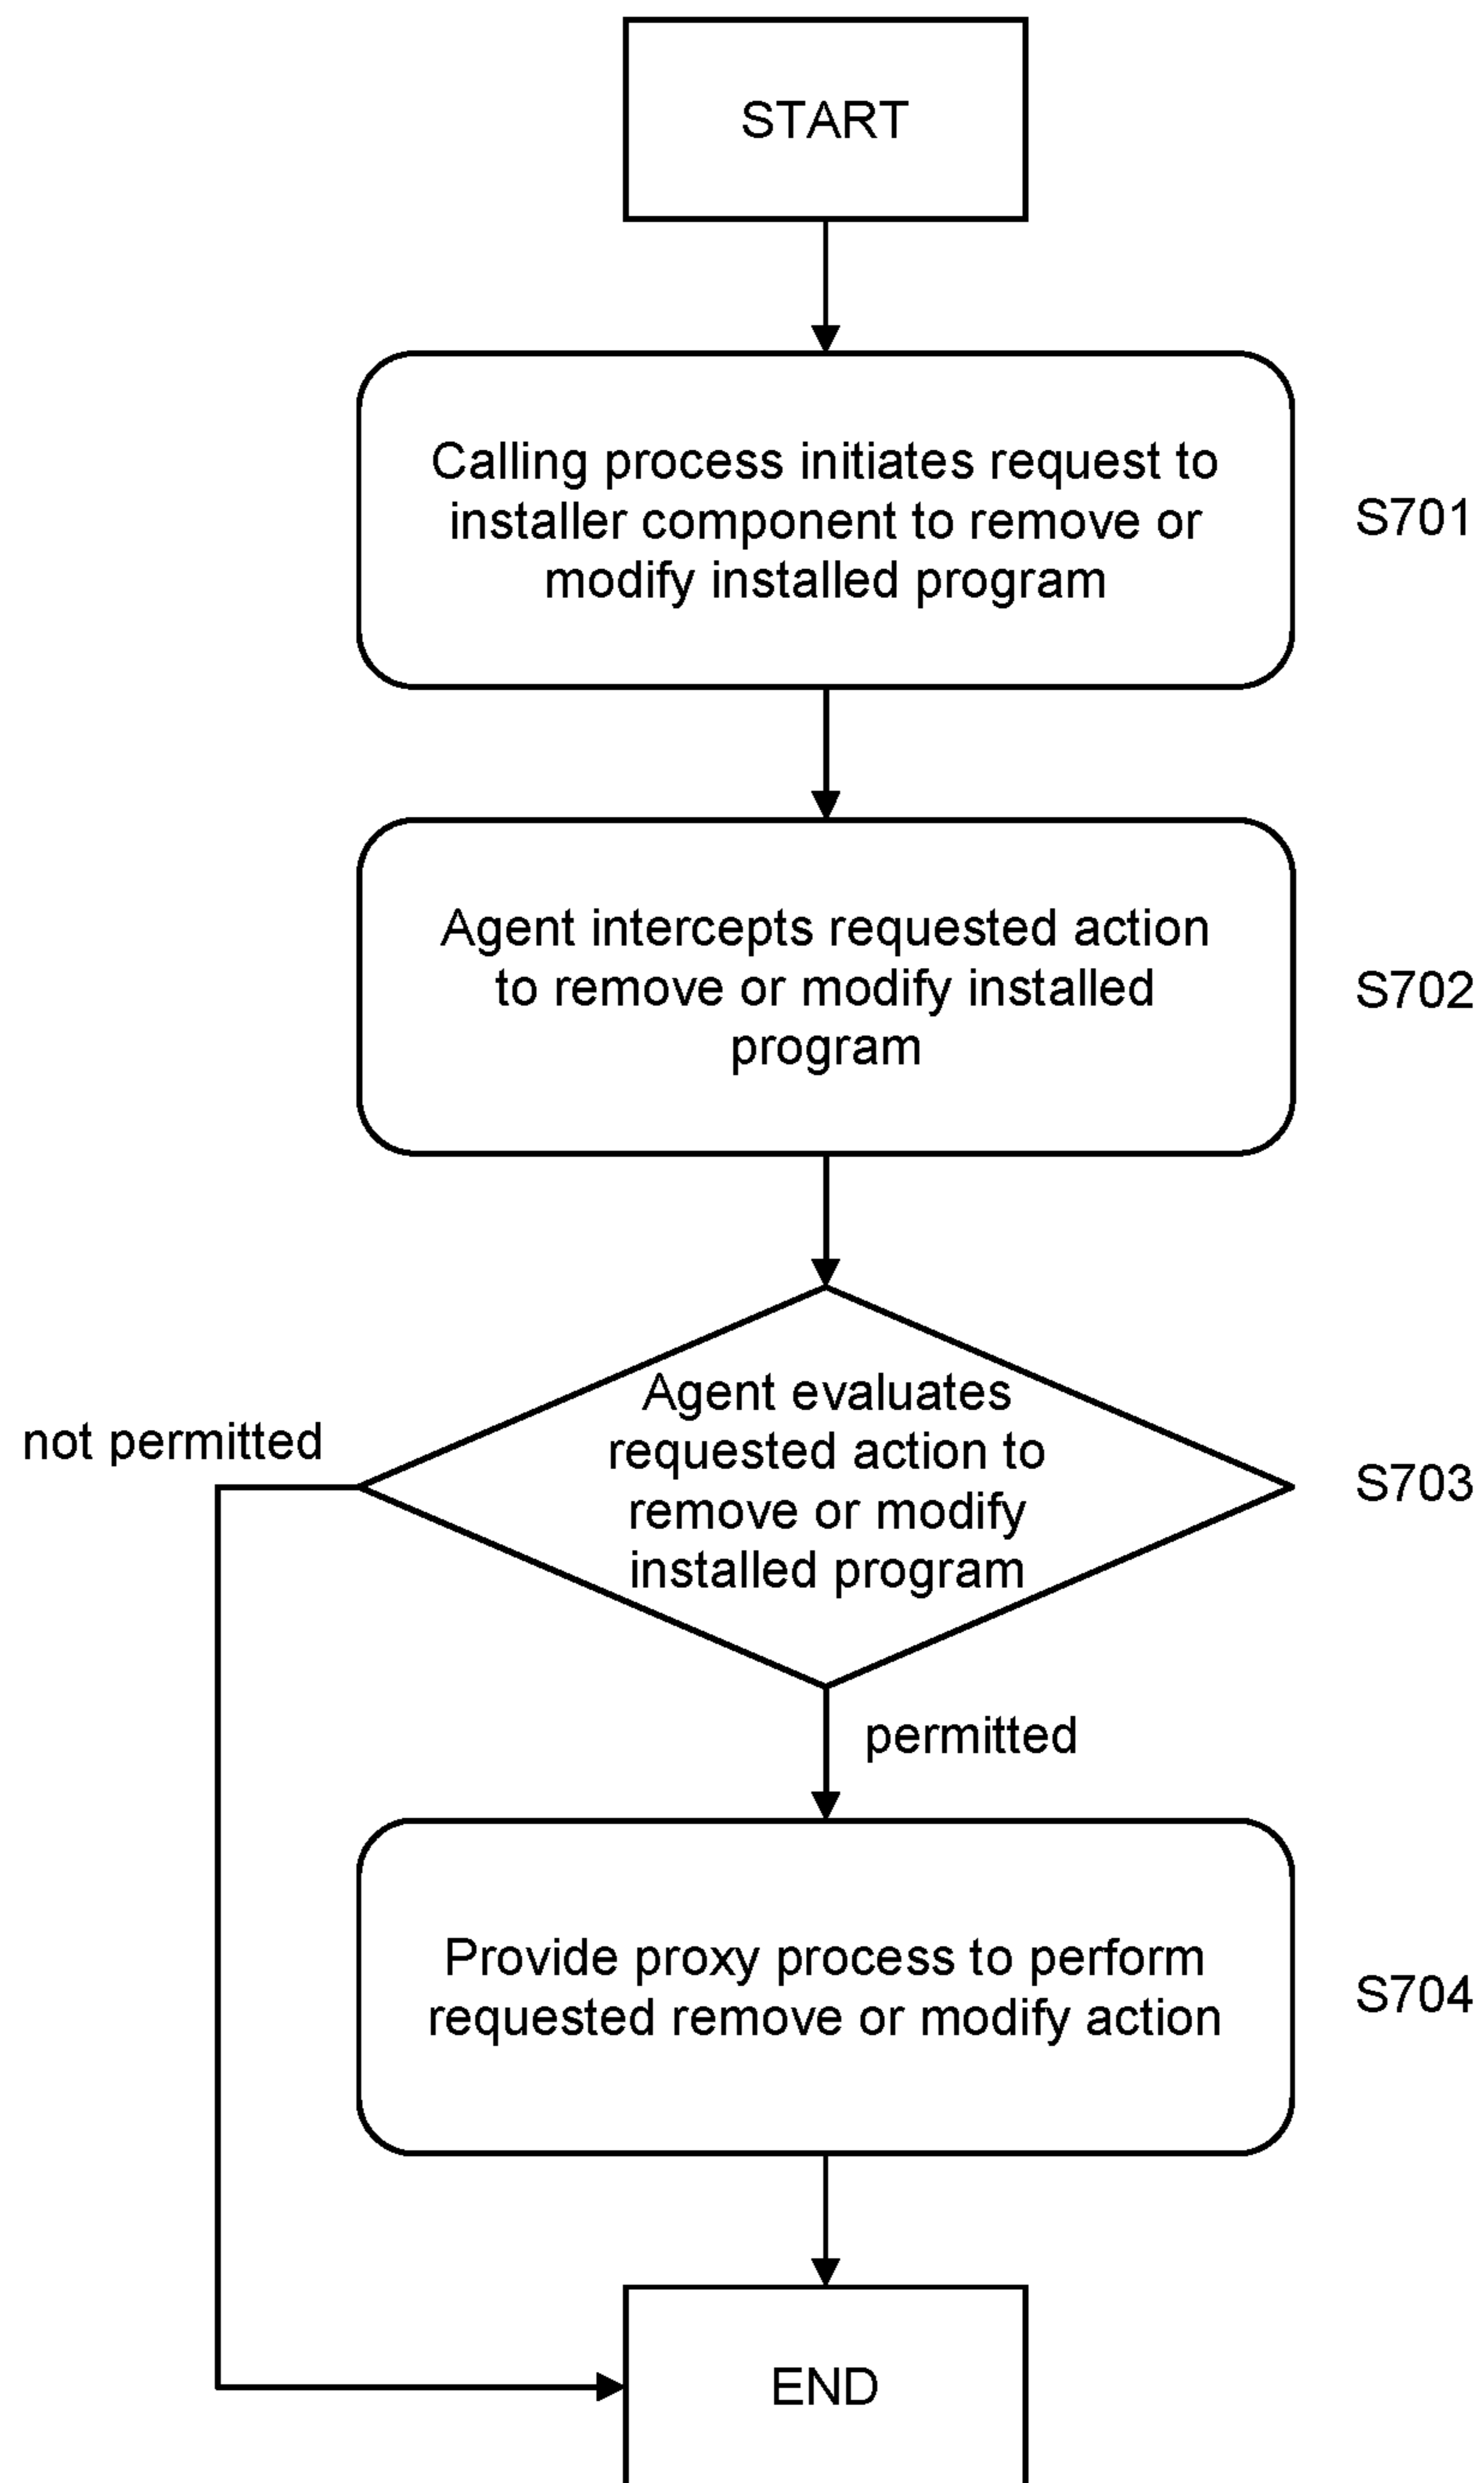 START
Calling process initiates request to
installer component to remove or
modify installed program
S701
Agent intercepts requested action
to remove or modify installed
program
S702
Agent evaluates
requested action to
remove or modify
installed program
S703
not permitted
permitted
Provide proxy process to perform
requested remove or modify action
S704
END